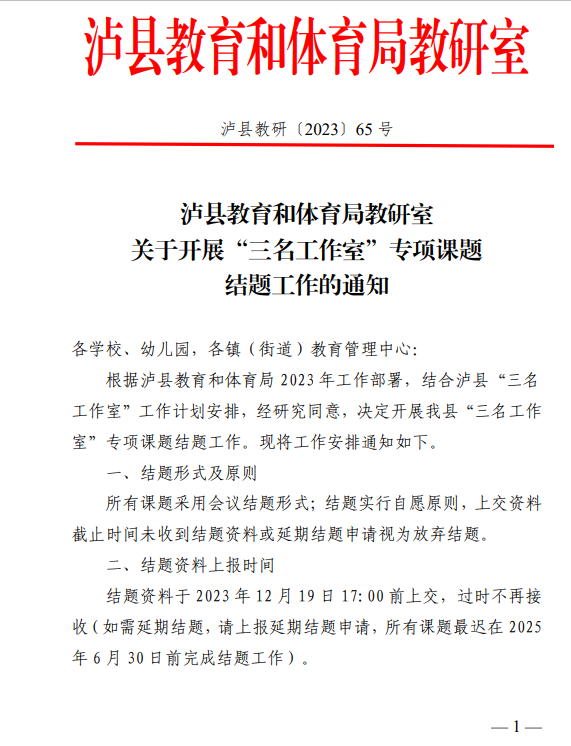 泸县教育和体育局教研室
泸县教研〔2023〕65 号
泸县教育和体育局教研室
关于开展“三名工作室”专项课题
结题工作的通知
各学校、幼儿园，各镇（街道）教育管理中心：
根据泸县教育和体育局 2023 年工作部署，结合泸县“三名
工作室”工作计划安排，经研究同意，决定开展我县“三名工作
室”专项课题结题工作。现将工作安排通知如下。
一、结题形式及原则
所有课题采用会议结题形式；结题实行自愿原则，上交资料
截止时间未收到结题资料或延期结题申请视为放弃结题。
二、结题资料上报时间
结题资料于 2023 年 12 月 19 日 17：00 前上交，过时不再接
收（如需延期结题，请上报延期结题申请，所有课题最迟在 2025
年 6 月 30 日前完成结题工作）。
— 1 —